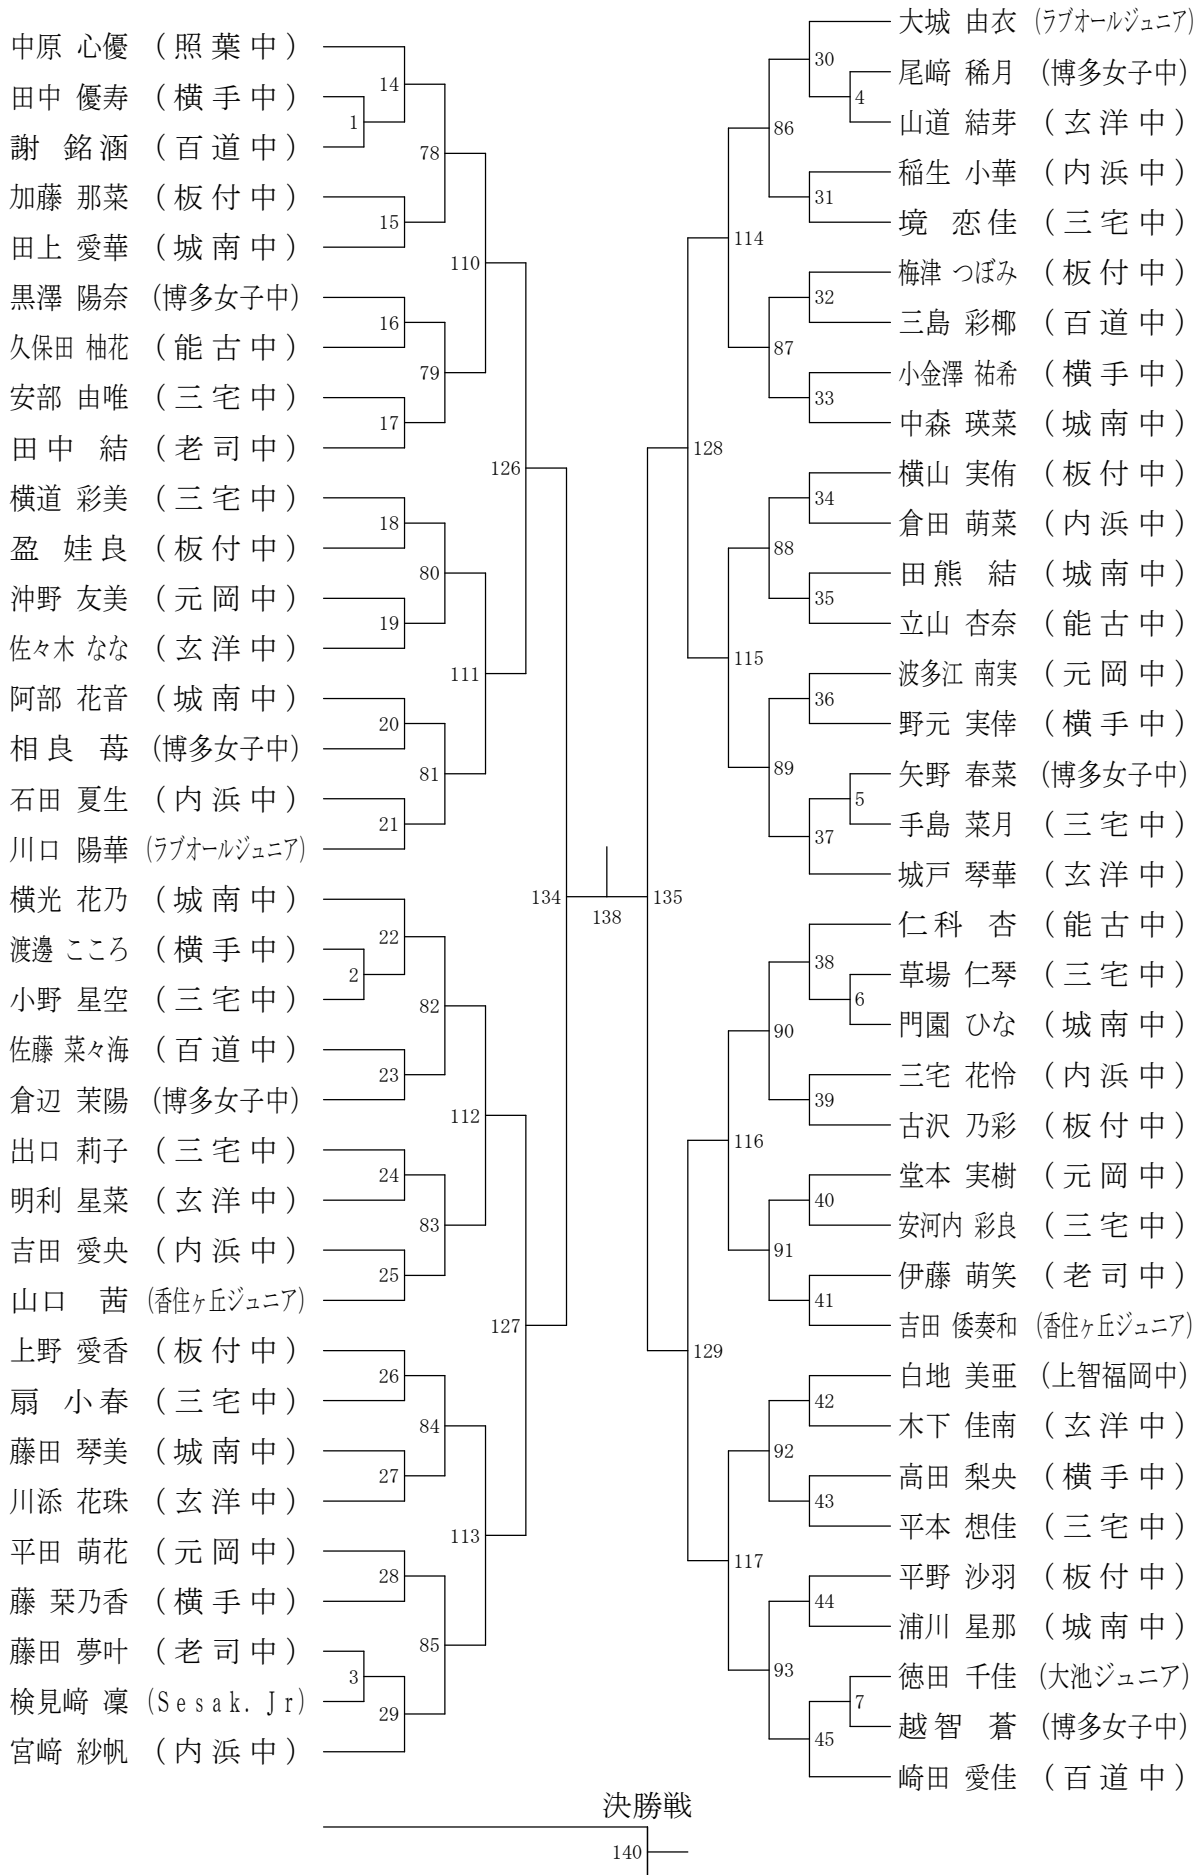 中原 心優 （照葉中）
14
田中 優寿 （横手中）
1
謝 銘涵 （百道中）
78
加藤 那菜 （板付中）
15
田上 愛華 （城南中）
110
黒澤 陽奈 (博多女子中)
16
久保田 柚花 （能古中）
79
安部 由唯 （三宅中）
17
田中 結 （老司中）
126
横道 彩美 （三宅中）
18
盈 娃良 （板付中）
80
沖野 友美 （元岡中）
19
佐々木 なな （玄洋中）
111
阿部 花音 （城南中）
20
相良 苺 (博多女子中)
81
石田 夏生 （内浜中）
21
川口 陽華 (ラブオールジュニア)
134
横光 花乃 （城南中）
22
渡邊 こころ （横手中）
2
小野 星空 （三宅中）
82
佐藤 菜々海 （百道中）
23
倉辺 茉陽 (博多女子中)
112
出口 莉子 （三宅中）
24
明利 星菜 （玄洋中）
83
吉田 愛央 （内浜中）
25
山口 茜 (香住ヶ丘ジュニア)
127
上野 愛香 （板付中）
26
扇 小春 （三宅中）
84
藤田 琴美 （城南中）
27
川添 花珠 （玄洋中）
113
平田 萌花 （元岡中）
28
藤 栞乃香 （横手中）
85
藤田 夢叶 （老司中）
3
検見﨑 凜 (Sesak. Jr)
29
宮﨑 紗帆 （内浜中）
138
大城 由衣 (ラブオールジュニア)
30
尾﨑 稀月 (博多女子中)
4
山道 結芽 （玄洋中）
86
稲生 小華 （内浜中）
31
境 恋佳 （三宅中）
114
梅津 つぼみ （板付中）
32
三島 彩椰 （百道中）
87
小金澤 祐希 （横手中）
33
中森 瑛菜 （城南中）
128
横山 実侑 （板付中）
34
倉田 萌菜 （内浜中）
88
田熊 結 （城南中）
35
立山 杏奈 （能古中）
115
波多江 南実 （元岡中）
36
野元 実倖 （横手中）
89
矢野 春菜 (博多女子中)
5
手島 菜月 （三宅中）
37
城戸 琴華 （玄洋中）
135
仁科 杏 （能古中）
38
草場 仁琴 （三宅中）
6
門園 ひな （城南中）
90
三宅 花怜 （内浜中）
39
古沢 乃彩 （板付中）
116
堂本 実樹 （元岡中）
40
安河内 彩良 （三宅中）
91
伊藤 萌笑 （老司中）
41
吉田 倭奏和 (香住ヶ丘ジュニア)
129
白地 美亜 (上智福岡中)
42
木下 佳南 （玄洋中）
92
高田 梨央 （横手中）
43
平本 想佳 （三宅中）
117
平野 沙羽 （板付中）
44
浦川 星那 （城南中）
93
徳田 千佳 (大池ジュニア)
7
越智 蒼 (博多女子中)
45
崎田 愛佳 （百道中）
決勝戦
140